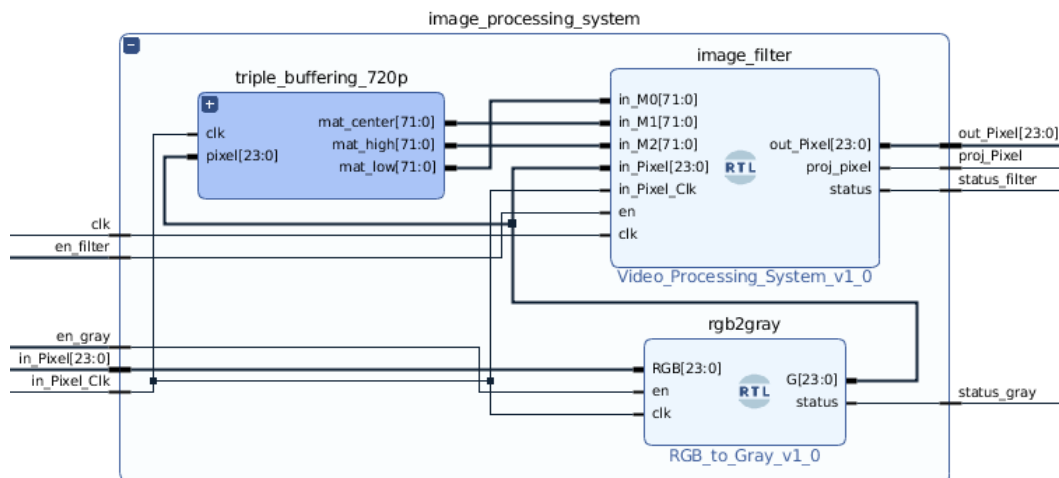 image_processing_system
image_filter
triple_buffering_720p
clk
pixel[23:0]
mat_center[71:0]
mat_high[71:0]
mat_low[71:0]
in_M0[71:0]
in_M1[71:0]
in_M2[71:0]
in_Pixel[23:0]
in_Pixel_Clk
en
clk
RTL
out_Pixel[23:0]
proj_pixel
status
Video_Processing_System_v1_0
out_Pixel[23:0]
proj_Pixel
status_filter
clk
en_filter
en_gray
in_Pixel[23:0]
in_Pixel_Clk
rgb2gray
RGB[23:0]
en
clk
RTL
G[23:0]
status
RGB_to_Gray_v1_0
status_gray